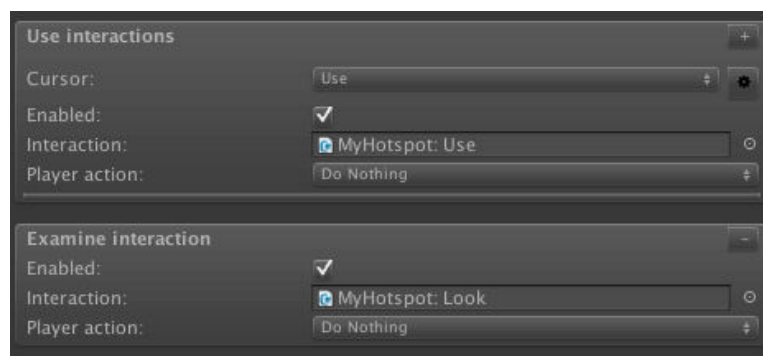 Use interactions +
Cursor: Use
Enabled:
Interaction: MyHotspot: Use
Player action: Do Nothing
Examine interaction -
Enabled:
Interaction: MyHotspot: Look
Player action: Do Nothing